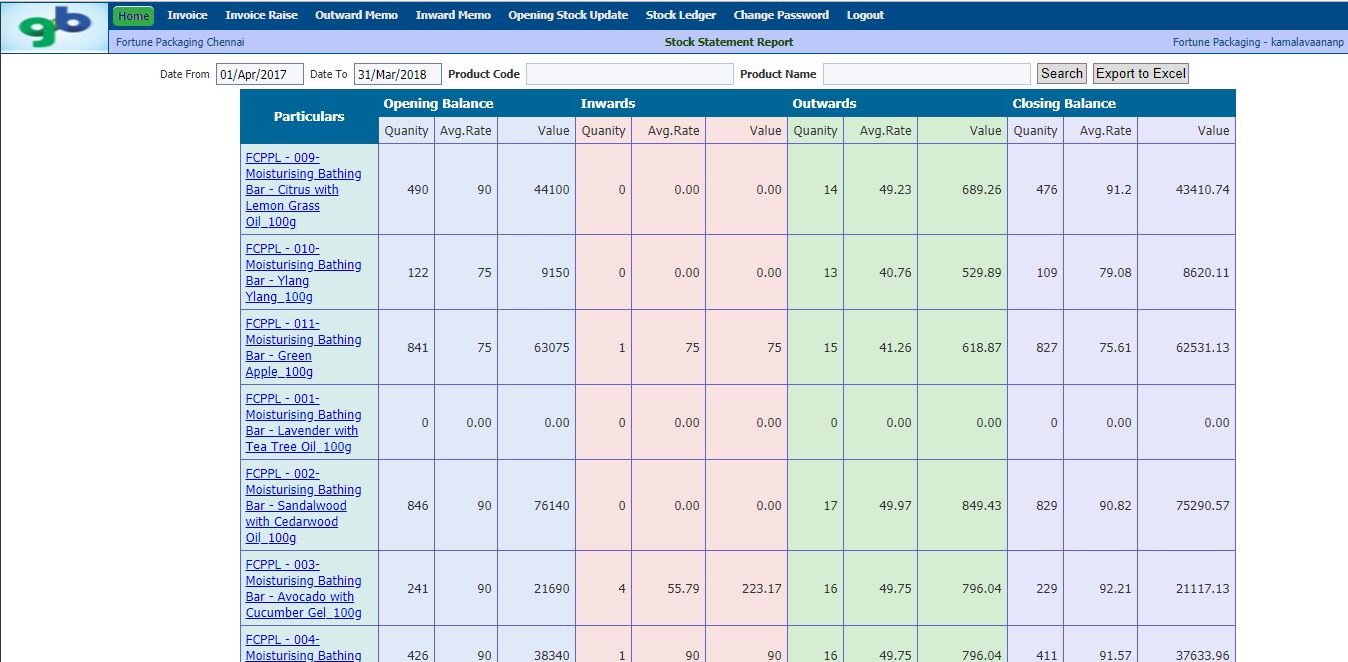 gb
Home Invoice Invoice Raise Outward Memo Inward Memo Opening Stock Update Stock Ledger Change Password Logout
Fortune Packaging Chennai Stock Statement Report Fortune Packaging - kamalavaananp
Date From 01/Apr/2017 Date To 31/Mar/2018 Product Code Product Name Search Export to Excel
Particulars Opening Balance Inwards Outwards Closing Balance
Quanity Avg.Rate Value Quanity Avg.Rate Value Quanity Avg.Rate Value Quanity Avg.Rate Value
FCPPL - 009-
Moisturising Bathing
Bar - Citrus with
Lemon Grass
Oil_100g
490 90 44100 0 0.00 0.00 14 49.23 689.26 476 91.2 43410.74
FCPPL - 010-
Moisturising Bathing
Bar - Ylang
Ylang_100g
122 75 9150 0 0.00 0.00 13 40.76 529.89 109 79.08 8620.11
FCPPL - 011-
Moisturising Bathing
Bar - Green
Apple_100g
841 75 63075 1 75 75 15 41.26 618.87 827 75.61 62531.13
FCPPL - 001-
Moisturising Bathing
Bar - Lavender with
Tea Tree Oil_100g
0 0.00 0.00 0 0.00 0.00 0 0.00 0.00 0 0.00 0.00
FCPPL - 002-
Moisturising Bathing
Bar - Sandalwood
with Cedarwood
Oil_100g
846 90 76140 0 0.00 0.00 17 49.97 849.43 829 90.82 75290.57
FCPPL - 003-
Moisturising Bathing
Bar - Avocado with
Cucumber Gel_100g
241 90 21690 4 55.79 223.17 16 49.75 796.04 229 92.21 21117.13
FCPPL - 004-
Moisturising Bathing
426 90 38340 1 90 90 16 49.75 796.04 411 91.57 37633.96